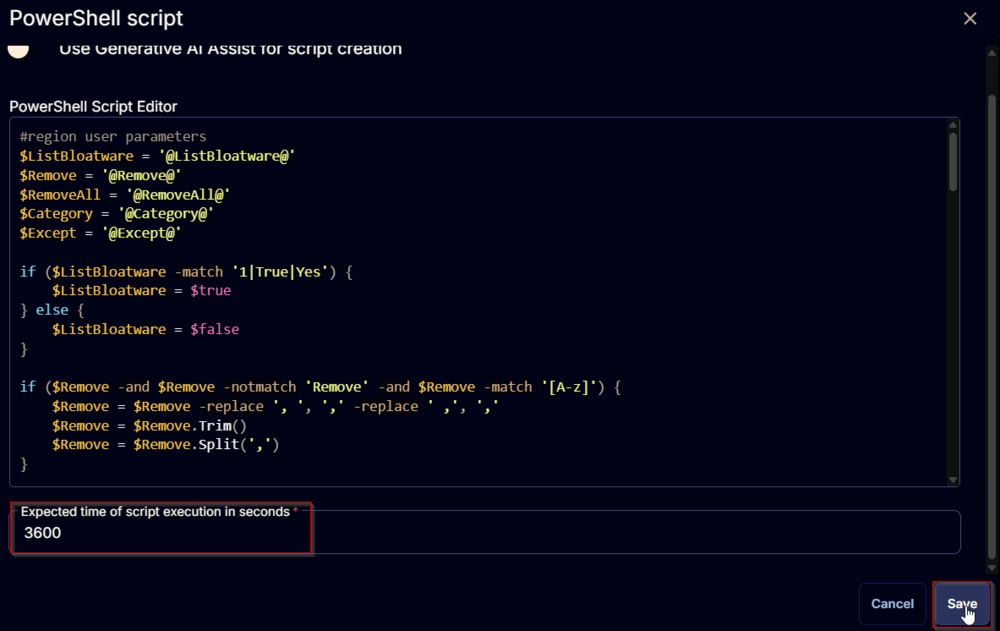 PowerShell script
Use Generative AI Assist for script creation
PowerShell Script Editor
#region user parameters
$ListBloatware = '@ListBloatware@'
$Remove = '@Remove@'
$RemoveAll = '@RemoveAll@'
$Category = '@Category@'
$Except = '@Except@'
if ($ListBloatware -match '1|True|Yes') {
    $ListBloatware = $true
} else {
    $ListBloatware = $false
}
if ($Remove -and $Remove -notmatch 'Remove' -and $Remove -match '[A-z]') {
    $Remove = $Remove -replace ', ', ',' -replace ' ,', ','
    $Remove = $Remove.Trim()
    $Remove = $Remove.Split(',')
}
Expected time of script execution in seconds *
3600
Cancel
Save